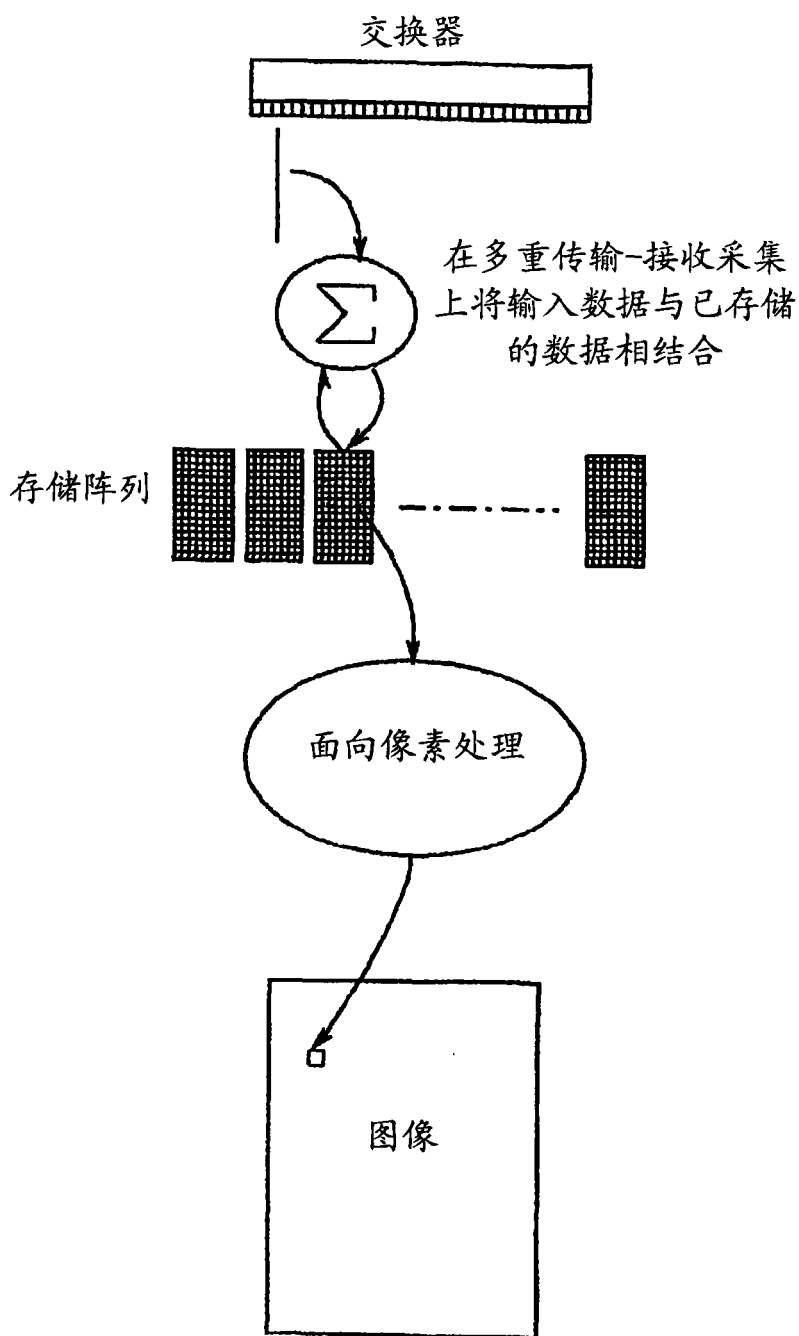 交换器
在多重传输-接收采集
上将输入数据与已存储
的数据相结合
Σ
存储阵列
面向像素处理
图像